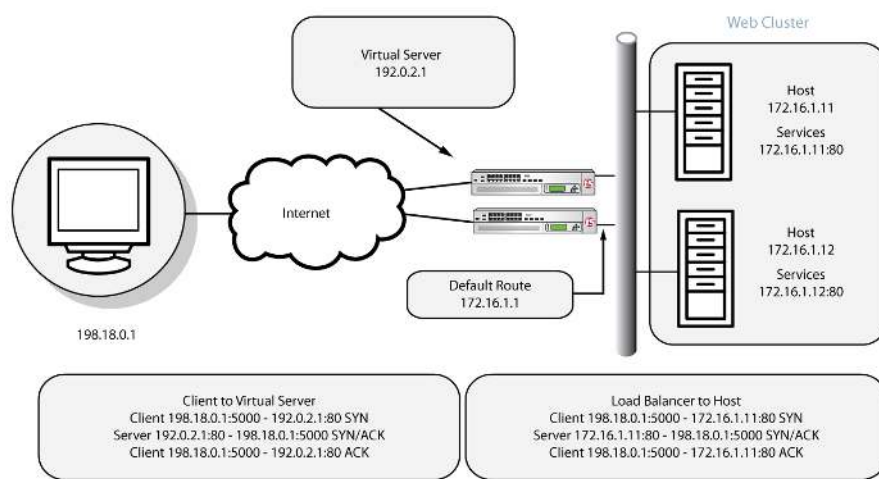 Web Cluster
Virtual Server
192.0.2.1
Host
172.16.1.11
Services
172.16.1.11:80
Internet
Host
172.16.1.12
Services
172.16.1.12:80
Default Route
172.16.1.1
198.18.0.1
Client to Virtual Server
Client 198.18.0.1:5000 - 192.0.2.1:80 SYN
Server 192.0.2.1:80 - 198.18.0.1:5000 SYN/ACK
Client 198.18.0.1:5000 - 192.0.2.1:80 ACK
Load Balancer to Host
Client 198.18.0.1:5000 - 172.16.1.11:80 SYN
Server 172.16.1.11:80 - 198.18.0.1:5000 SYN/ACK
Client 198.18.0.1:5000 - 172.16.1.11:80 ACK